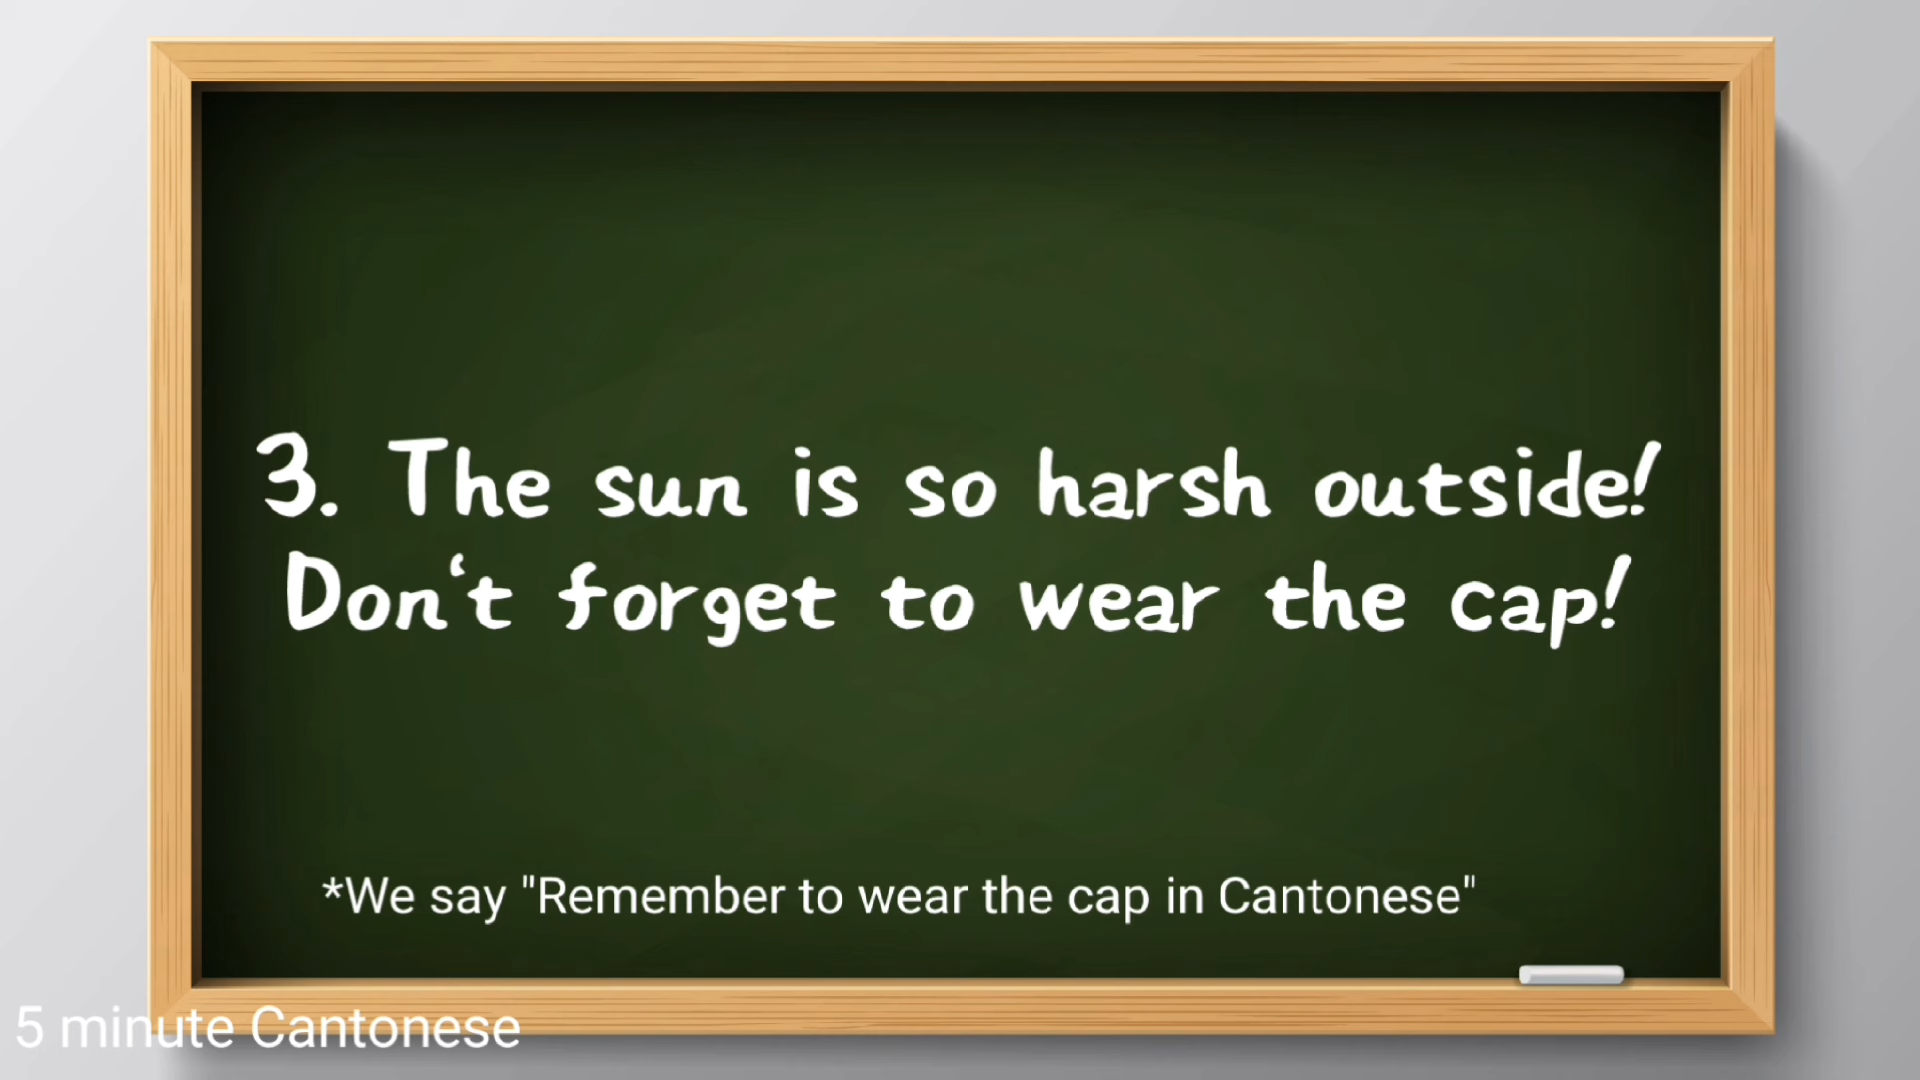 3. The sun is so harsh outside!
Don't forget to wear the cap!
*We say "Remember to wear the cap in Cantonese"
5 minute Cantonese